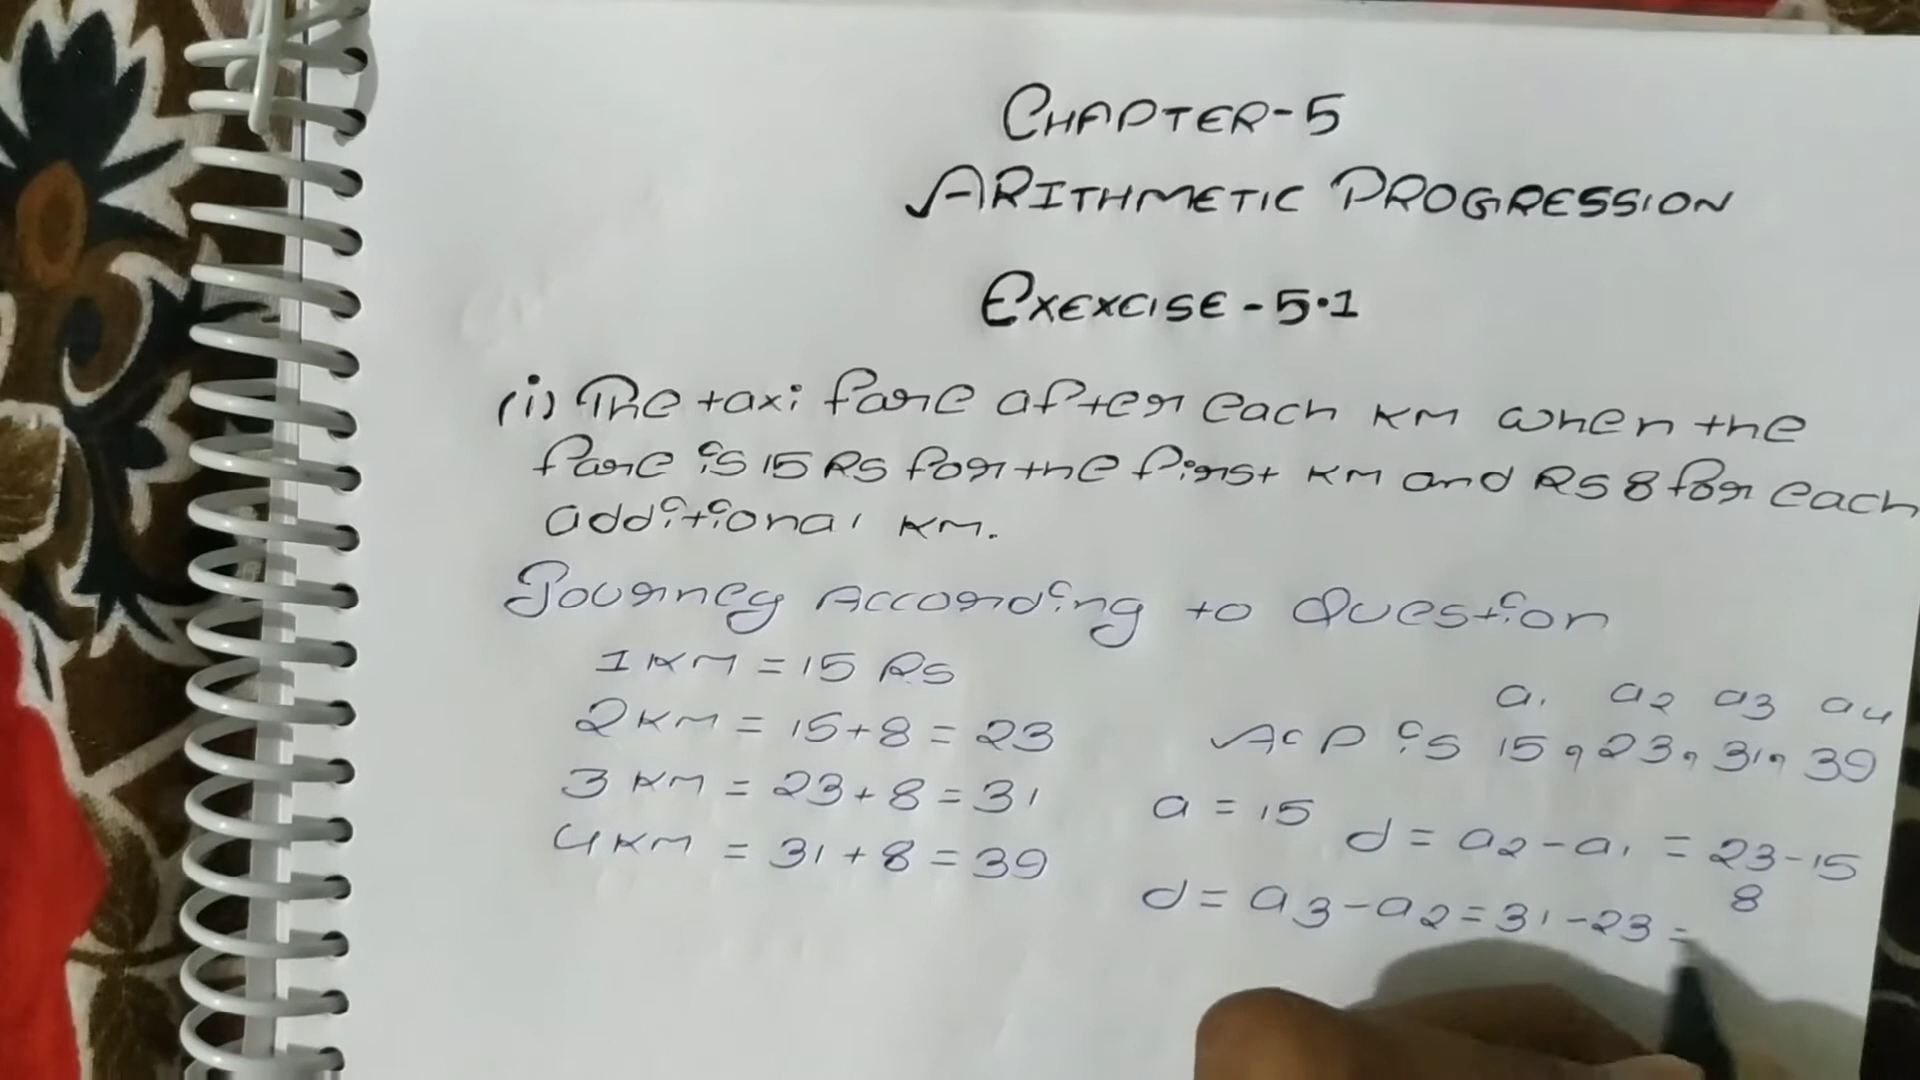 CHAPTER-5
ARITHMETIC PROGRESSION
EXEXCISE-5.1
(i) The taxi fare after each KM when the
fare is 15 RS for the first KM and RS 8 for each
additional KM.
Journey According to Question
1 KM = 15 RS
2 KM = 15+8 = 23
3 KM = 23+8 = 31
4 KM = 31+8 = 39
a1 a2 a3 a4
A.P is 15, 23, 31, 39
a = 15 d = a2-a1 = 23-15
8
d = a3-a2 = 31-23 =